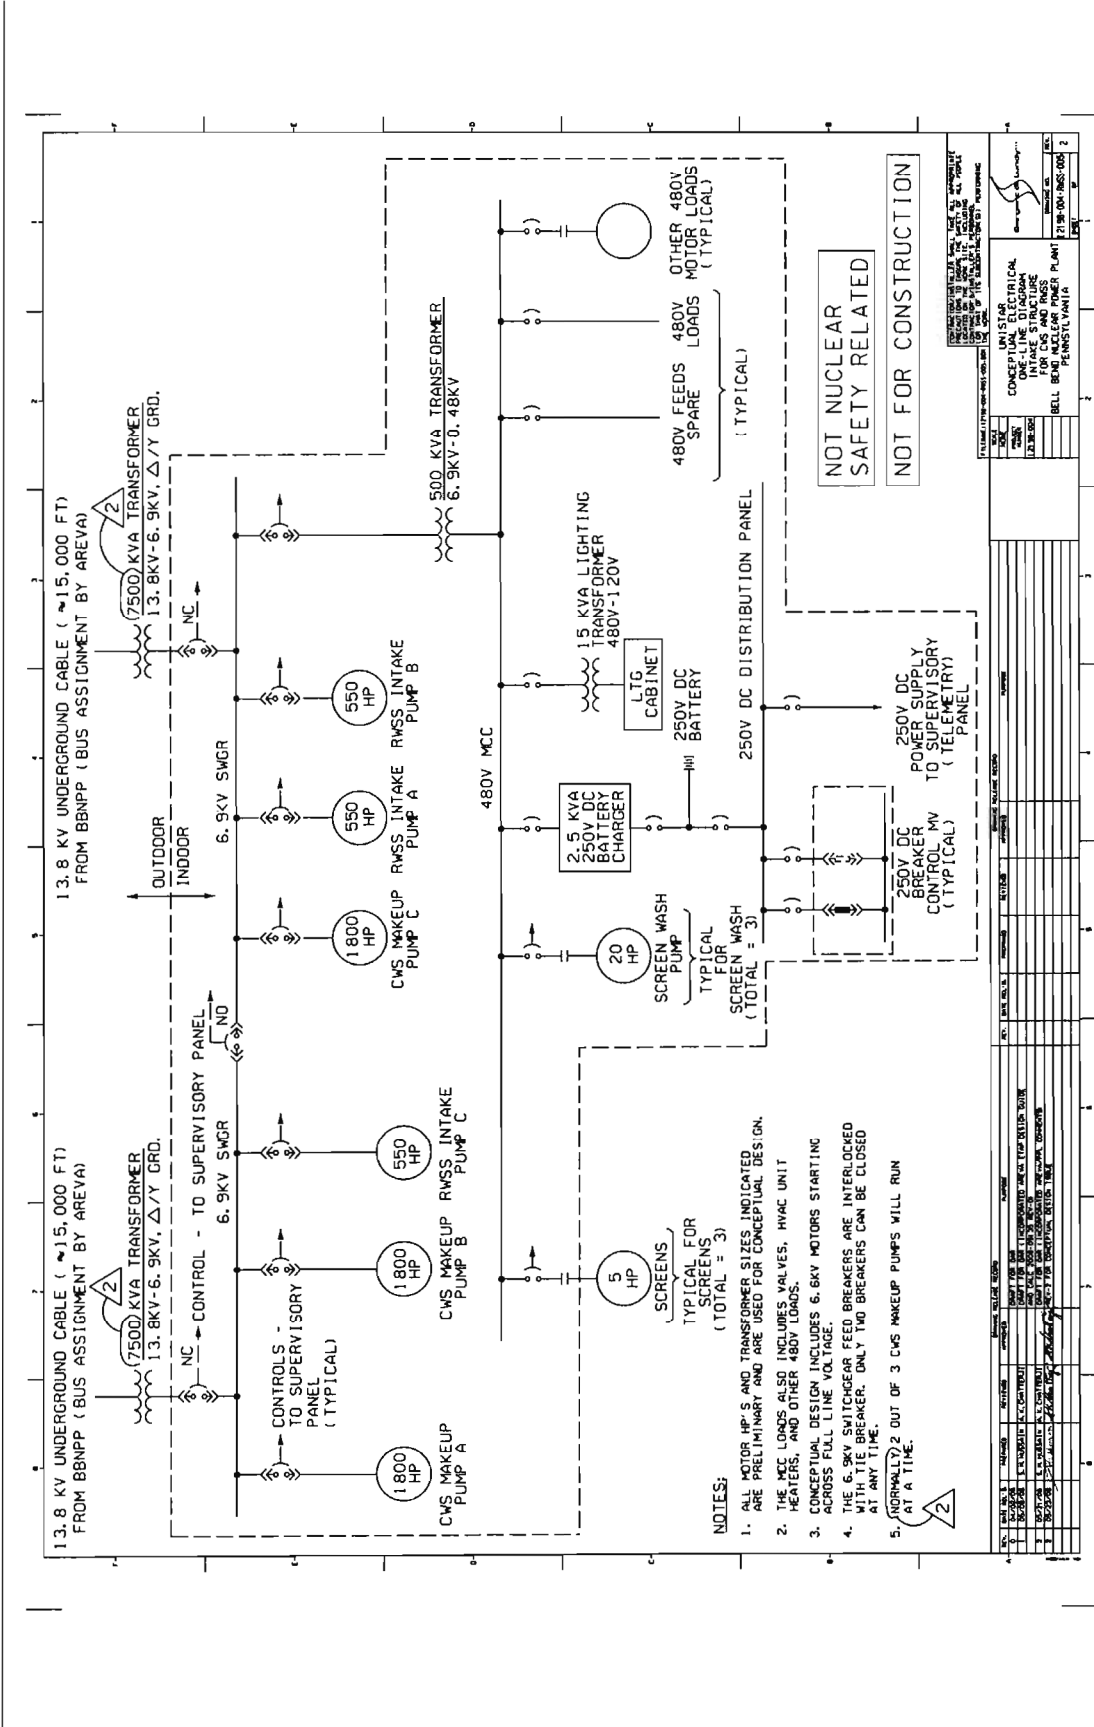 13.8 KV UNDERGROUND CABLE ( ≈15,000 FT)
FROM BBNPP (BUS ASSIGNMENT BY AREVA)
2
7500 KVA TRANSFORMER
13.8KV-6.9KV, △/Y GRD.
NC
CONTROL - TO SUPERVISORY PANEL
6.9KV SWGR
NO
13.8 KV UNDERGROUND CABLE ( ≈15,000 FT)
FROM BBNPP (BUS ASSIGNMENT BY AREVA)
2
7500 KVA TRANSFORMER
13.8KV-6.9KV, △/Y GRD.
NC
OUTDOOR
INDOOR
6.9KV SWGR
CONTROLS -
TO SUPERVISORY
PANEL
(TYPICAL)
1800
HP
CWS MAKEUP
PUMP A
1800
HP
CWS MAKEUP
PUMP B
550
HP
RWSS INTAKE
PUMP C
1800
HP
CWS MAKEUP
PUMP C
550
HP
RWSS INTAKE
PUMP A
550
HP
RWSS INTAKE
PUMP B
500 KVA TRANSFORMER
6.9KV-0.48KV
480V MCC
5
HP
SCREENS
TYPICAL FOR
SCREENS
(TOTAL = 3)
20
HP
SCREEN WASH
PUMP
TYPICAL
FOR
SCREEN WASH
(TOTAL = 3)
2.5 KVA
250V DC
BATTERY
CHARGER
250V DC
BATTERY
15 KVA LIGHTING
TRANSFORMER
480V-120V
LTG
CABINET
480V FEEDS
SPARE
480V
LOADS
(TYPICAL)
OTHER 480V
MOTOR LOADS
(TYPICAL)
250V DC DISTRIBUTION PANEL
250V DC
BREAKER
CONTROL MV
(TYPICAL)
250V DC
POWER SUPPLY
TO SUPERVISORY
(TELEMETRY)
PANEL
NOT NUCLEAR
SAFETY RELATED
NOT FOR CONSTRUCTION
NOTES:
1. ALL MOTOR HP'S AND TRANSFORMER SIZES INDICATED
ARE PRELIMINARY AND ARE USED FOR CONCEPTUAL DESIGN.
2. THE MCC LOADS ALSO INCLUDES VALVES, HVAC UNIT
HEATERS, AND OTHER 480V LOADS.
3. CONCEPTUAL DESIGN INCLUDES 6.6KV MOTORS STARTING
ACROSS FULL LINE VOLTAGE.
4. THE 6.9KV SWITCHGEAR FEED BREAKERS ARE INTERLOCKED
WITH TIE BREAKER. ONLY TWO BREAKERS CAN BE CLOSED
AT ANY TIME.
5. NORMALLY 2 OUT OF 3 CWS MAKEUP PUMPS WILL RUN
AT A TIME.
2
UNISTAR
CONCEPTUAL ELECTRICAL
ONE-LINE DIAGRAM
INTAKE STRUCTURE
FOR CWS AND RWSS
BELL BEND NUCLEAR POWER PLANT
PENNSYLVANIA
12198-004-RWSS-005
2